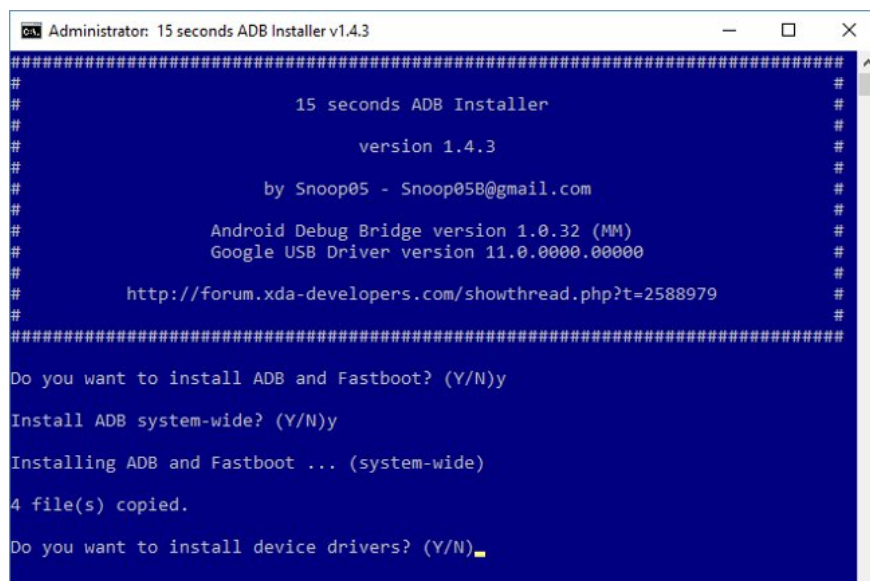 Administrator: 15 seconds ADB Installer v1.4.3
################################################################################
# #
# 15 seconds ADB Installer #
# #
# version 1.4.3 #
# #
# by Snoop05 - Snoop05B@gmail.com #
# #
# Android Debug Bridge version 1.0.32 (MM) #
# Google USB Driver version 11.0.0000.00000 #
# #
# http://forum.xda-developers.com/showthread.php?t=2588979 #
# #
################################################################################
Do you want to install ADB and Fastboot? (Y/N)y
Install ADB system-wide? (Y/N)y
Installing ADB and Fastboot ... (system-wide)
4 file(s) copied.
Do you want to install device drivers? (Y/N)